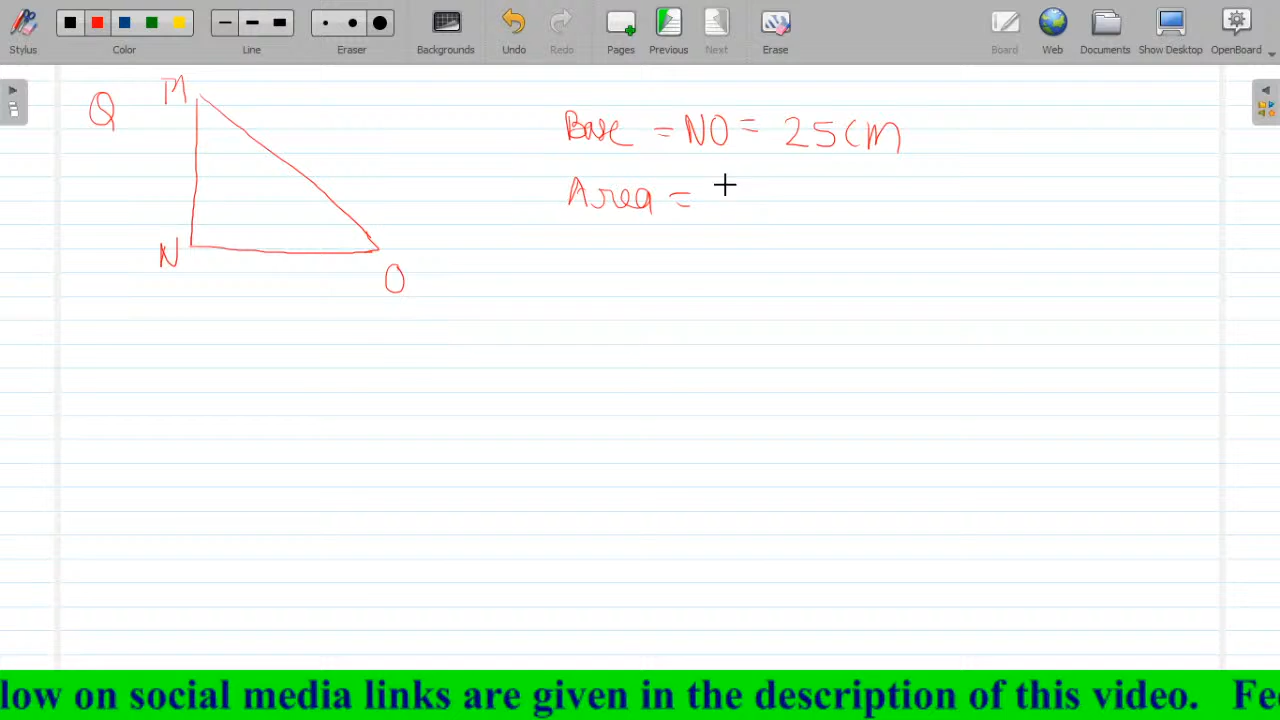 Stylus
Color
Line
Eraser
Backgrounds
Undo
Redo
Pages
Previous
Next
Erase
Board
Web
Documents
Show Desktop
OpenBoard
Q
M
N
O
Base = NO = 25CM
Area =
low on social media links are given in the description of this video. Fe